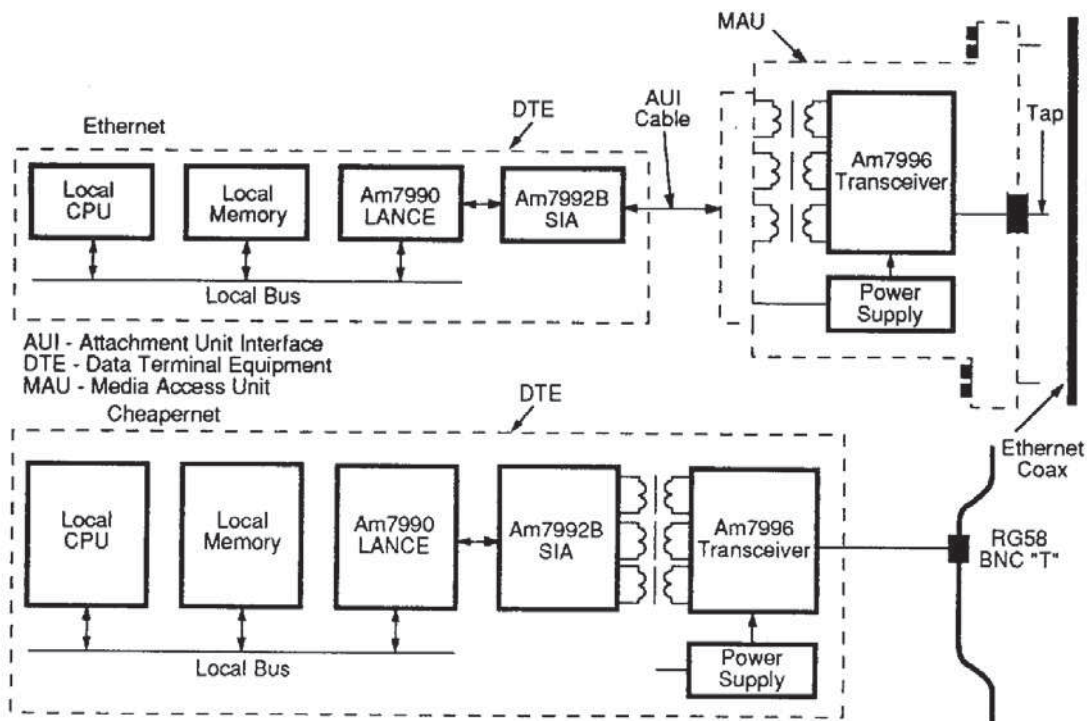 MAU
Ethernet
DTE
AUI
Cable
Tap
Local
CPU
Local
Memory
Am7990
LANCE
Am7992B
SIA
Am7996
Transceiver
Local Bus
Power
Supply
AUI - Attachment Unit Interface
DTE - Data Terminal Equipment
MAU - Media Access Unit
Cheapernet
DTE
Ethernet
Coax
Local
CPU
Local
Memory
Am7990
LANCE
Am7992B
SIA
Am7996
Transceiver
RG58
BNC "T"
Local Bus
Power
Supply